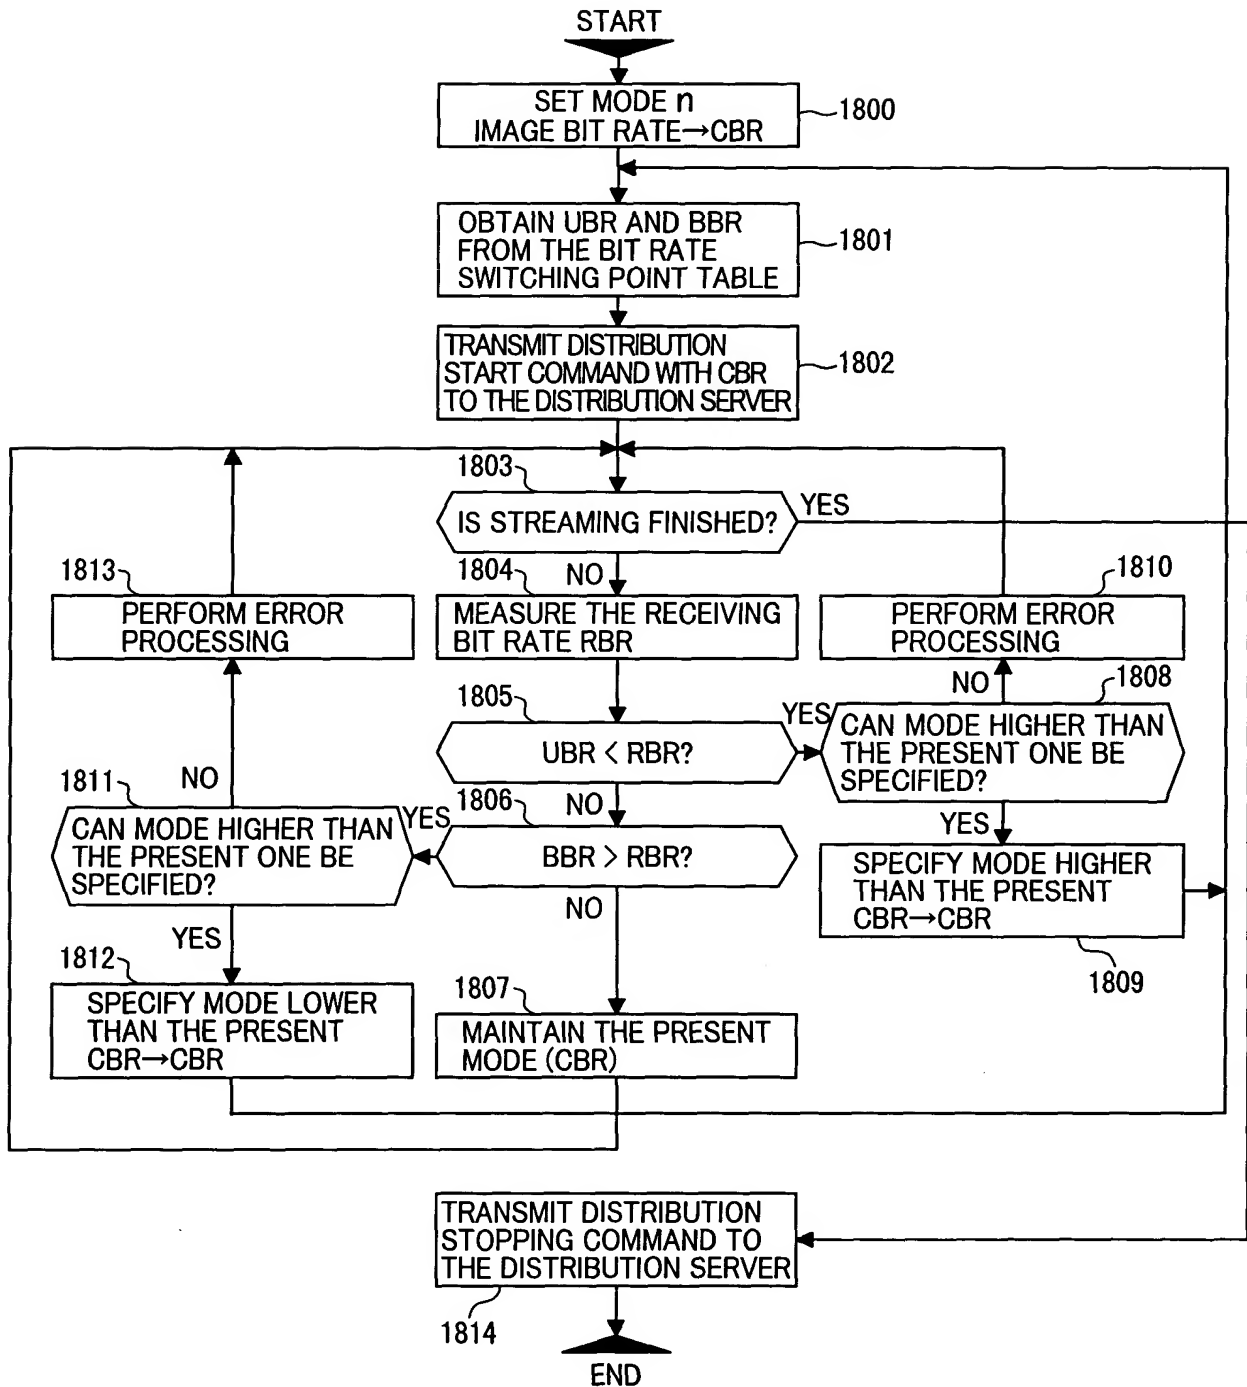 START
SET MODE n
IMAGE BIT RATE→CBR
1800
OBTAIN UBR AND BBR
FROM THE BIT RATE
SWITCHING POINT TABLE
1801
TRANSMIT DISTRIBUTION
START COMMAND WITH CBR
TO THE DISTRIBUTION SERVER
1802
1803
IS STREAMING FINISHED?
YES
NO
1813
PERFORM ERROR
PROCESSING
1804
MEASURE THE RECEIVING
BIT RATE RBR
1810
PERFORM ERROR
PROCESSING
NO
1808
1805
UBR < RBR?
YES
CAN MODE HIGHER THAN
THE PRESENT ONE BE
SPECIFIED?
NO
1811
NO
1806
YES
CAN MODE HIGHER THAN
THE PRESENT ONE BE
SPECIFIED?
YES
BBR > RBR?
SPECIFY MODE HIGHER
THAN THE PRESENT
CBR→CBR
1809
NO
YES
1812
SPECIFY MODE LOWER
THAN THE PRESENT
CBR→CBR
1807
MAINTAIN THE PRESENT
MODE (CBR)
TRANSMIT DISTRIBUTION
STOPPING COMMAND TO
THE DISTRIBUTION SERVER
1814
END